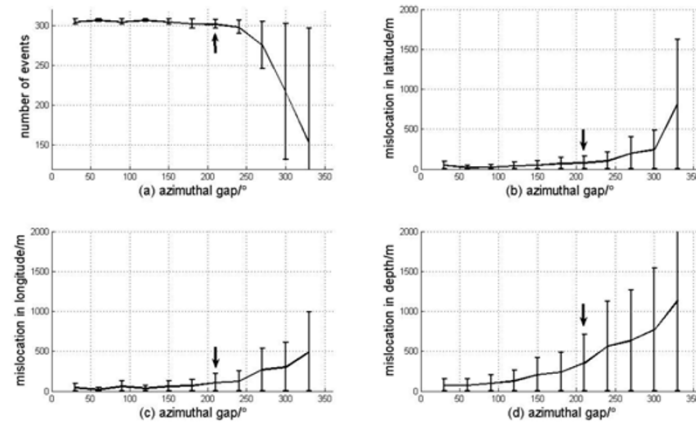 number of events
300
250
200
150
0 50 100 150 200 250 300 350
(a) azimuthal gap/°
mislocation in latitude/m
2000
1500
1000
500
0
0 50 100 150 200 250 300 350
(b) azimuthal gap/°
mislocation in longitude/m
2000
1500
1000
500
0
0 50 100 150 200 250 300 350
(c) azimuthal gap/°
mislocation in depth/m
2000
1500
1000
500
0
0 50 100 150 200 250 300 350
(d) azimuthal gap/°